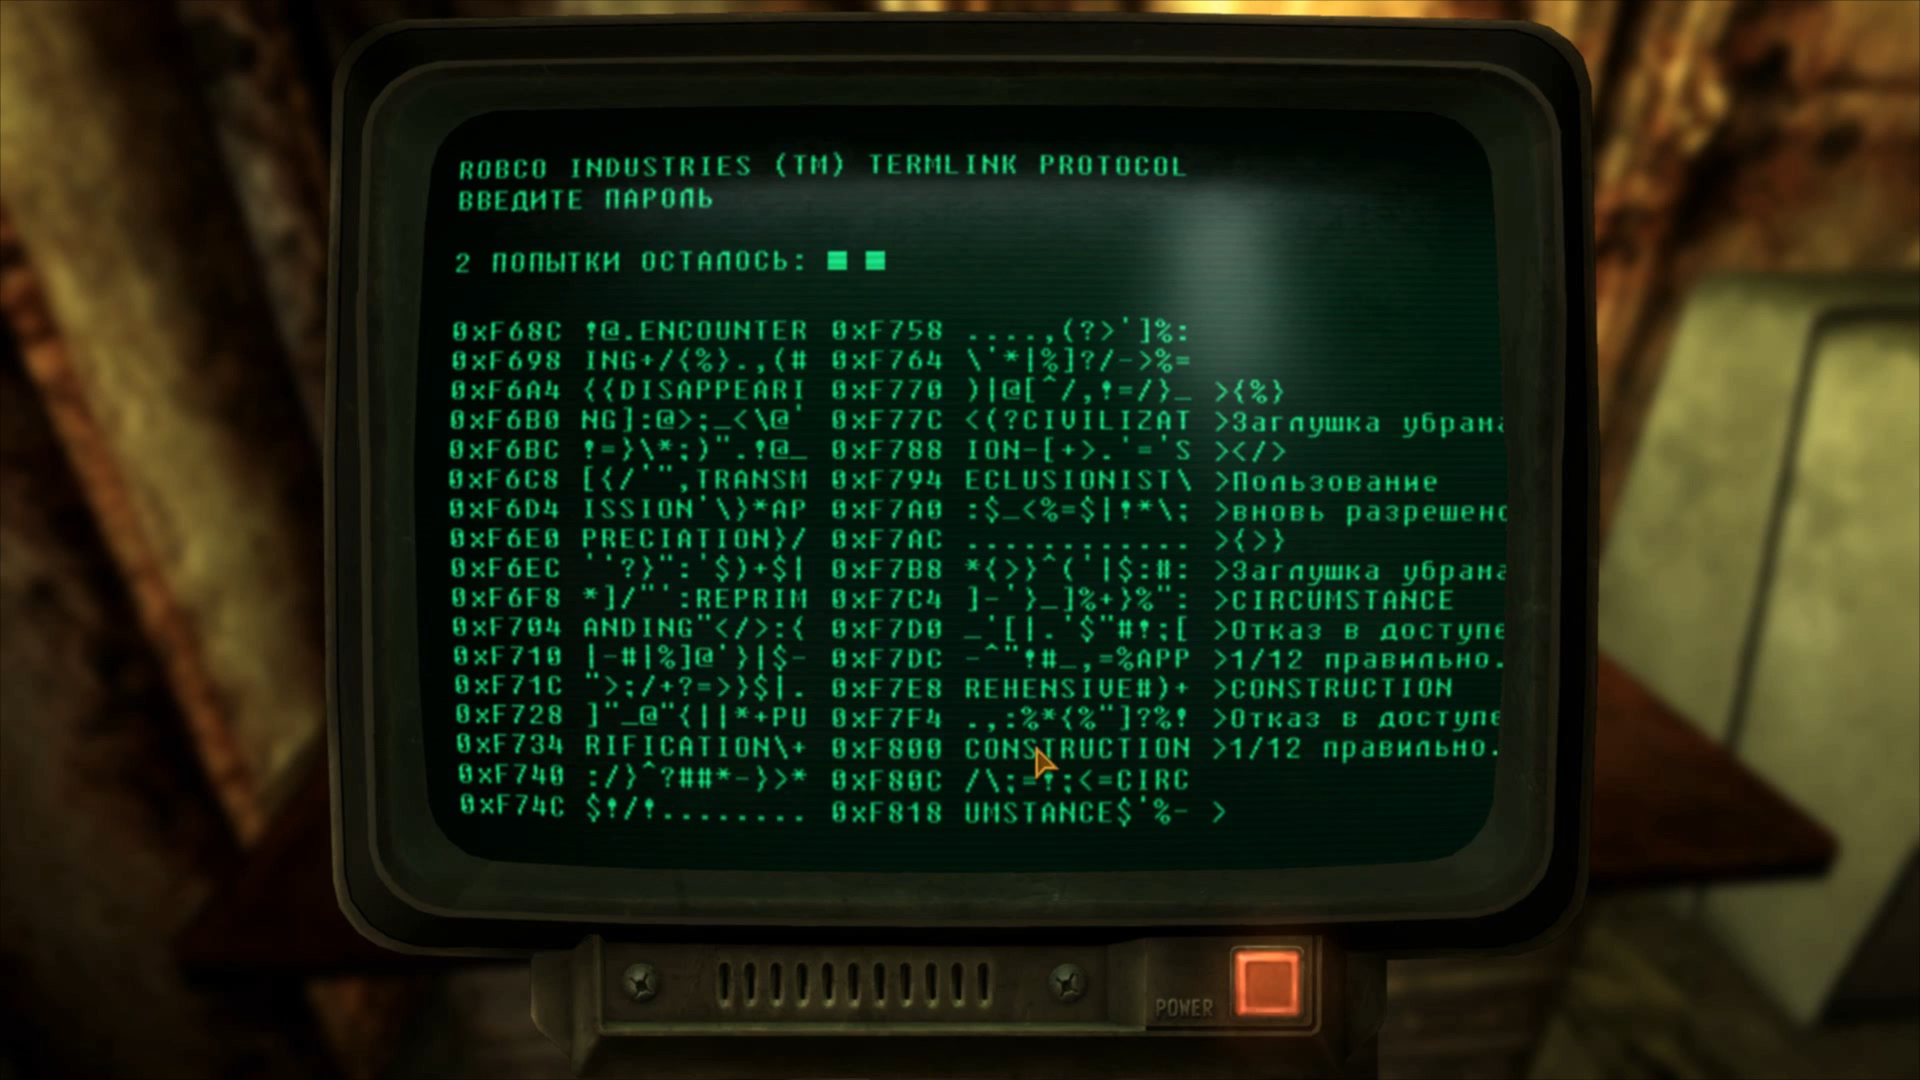 ROBCO INDUSTRIES (TM) TERMLINK PROTOCOL
ВВЕДИТЕ ПАРОЛЬ
2 ПОПЫТКИ ОСТАЛОСЬ: ■ ■
0xF68C !@.ENCOUNTER 0xF758 ....,(?>']%:
0xF698 ING+/{%}.,(# 0xF764 \'*|%]?/->%=
0xF6A4 {{DISAPPEARI 0xF770 )|@[^/,!=/}_ >{%}
0xF6B0 NG]:@>;_<\@' 0xF77C <(?CIVILIZAT >Заглушка убрана
0xF6BC !=}\*;)".!@_ 0xF788 ION-[+>.'='S ></>
0xF6C8 [{/'",TRANSM 0xF794 ECLUSIONIST\ >Пользование
0xF6D4 ISSION'\}*AP 0xF7A0 :$_<%=$|!*\; >вновь разрешено
0xF6E0 PRECIATION}/ 0xF7AC ............ >{>}
0xF6EC ''?}":'$)+$| 0xF7B8 *{>}^('|$:#: >Заглушка убрана
0xF6F8 *]/"':REPRIM 0xF7C4 ]-'}_]%+}%": >CIRCUMSTANCE
0xF704 ANDING"</>:{ 0xF7D0 _'[|.'$"#!;[ >Отказ в доступе
0xF710 |-#|%]@'}|$- 0xF7DC -^"!#_,=%APP >1/12 правильно.
0xF71C ">;/+?=>}$|. 0xF7E8 REHENSIVE#)+ >CONSTRUCTION
0xF728 ]"_@"{||*+PU 0xF7F4 .,:%*{%"]?%! >Отказ в доступе
0xF734 RIFICATION\+ 0xF800 CONSTRUCTION >1/12 правильно.
0xF740 :/}^?##*-}>* 0xF80C /\;=?;<=CIRC
0xF74C $!/!........ 0xF818 UMSTANCE$'%- >
POWER